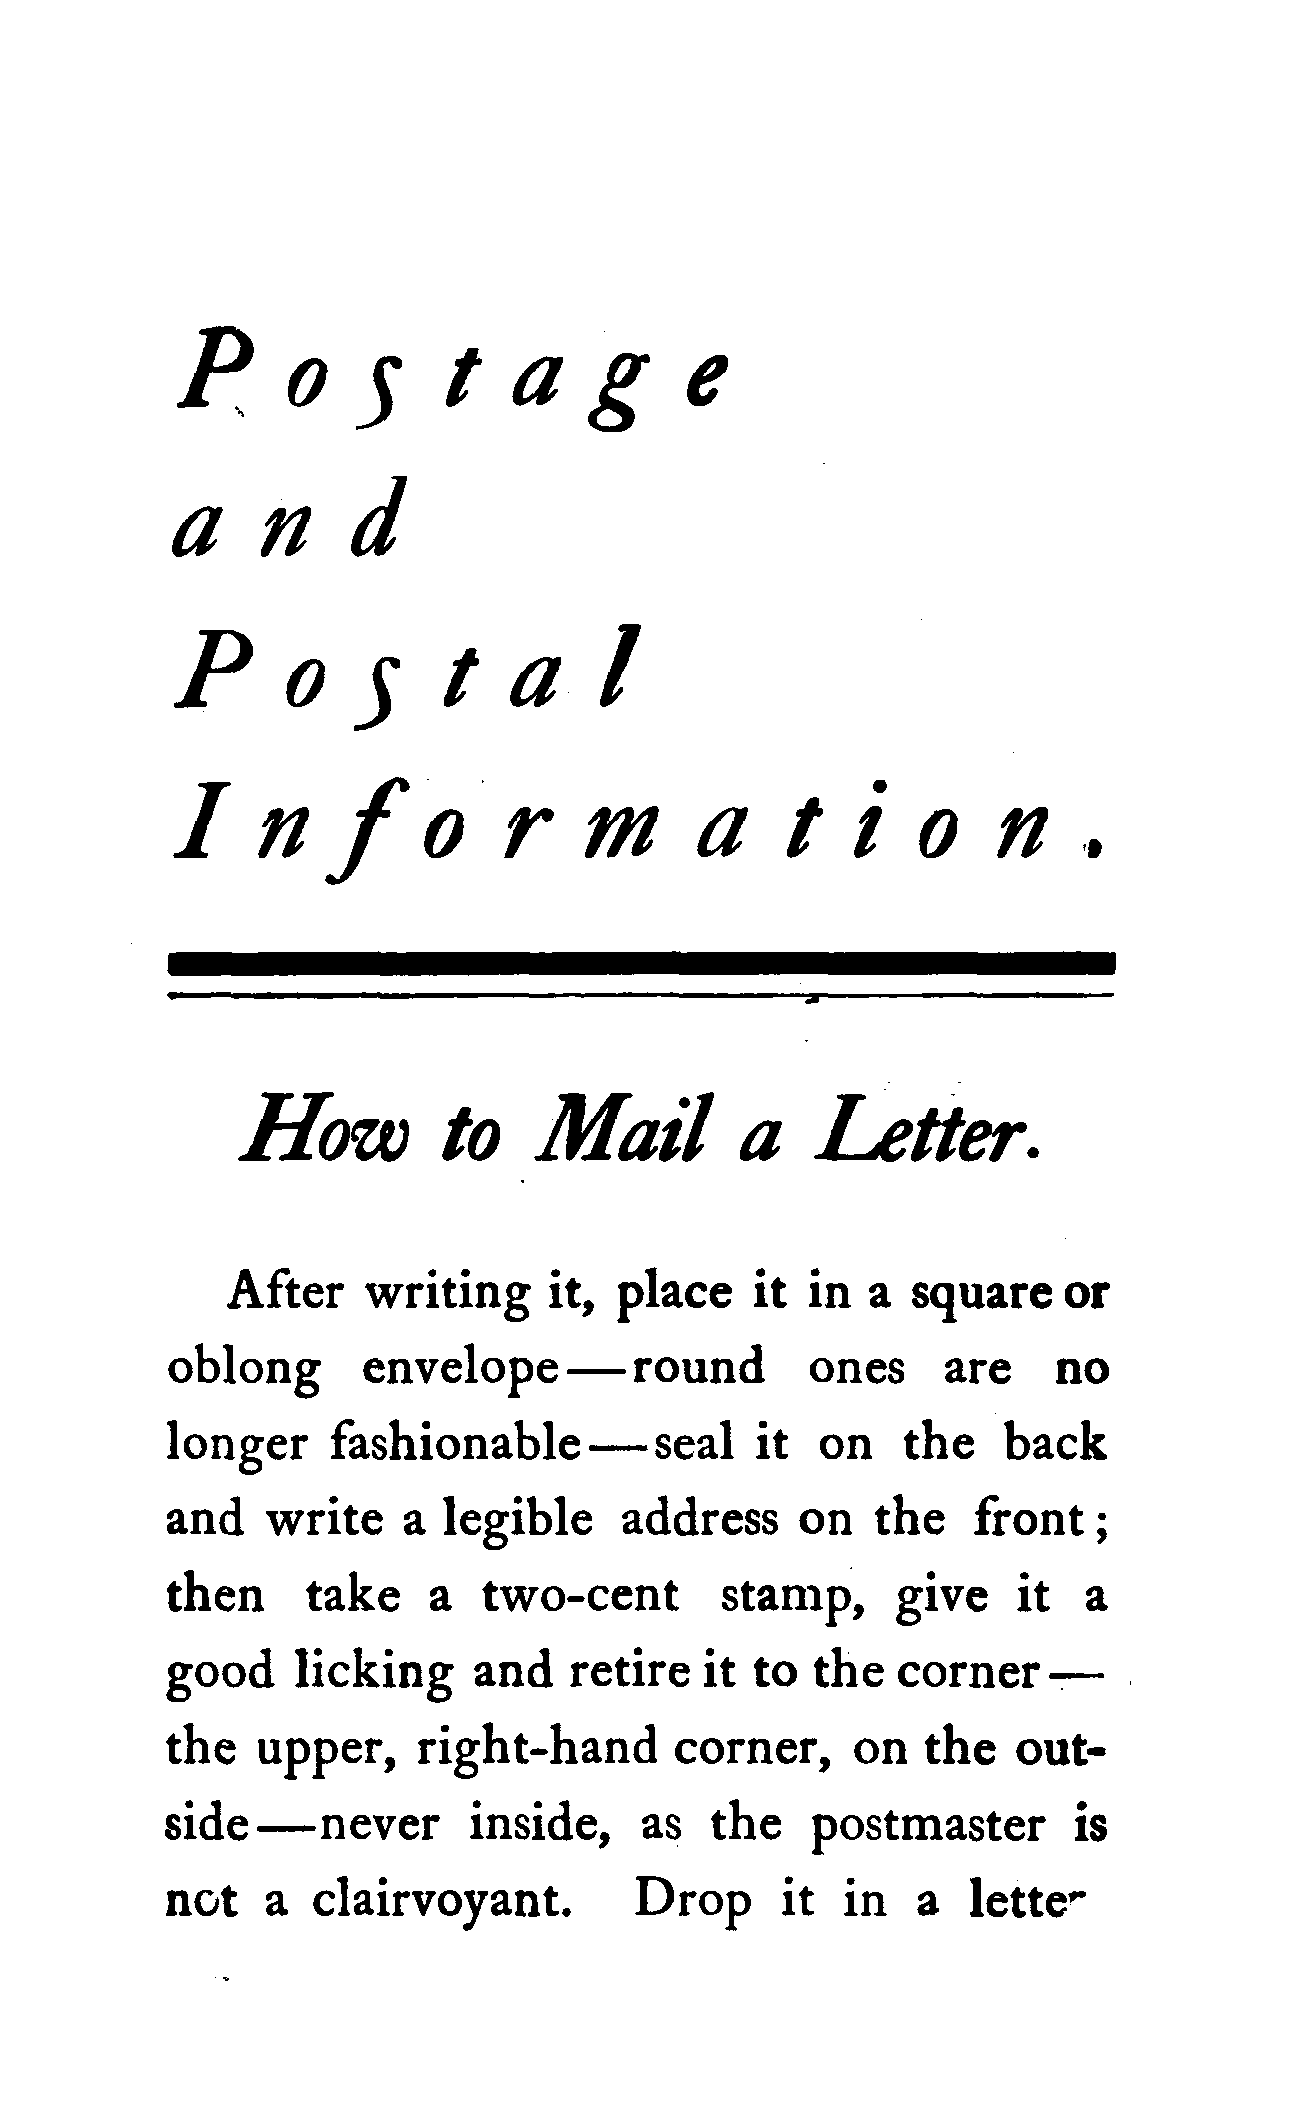 Postage
and
Postal
Information.
How to Mail a Letter.
After writing it, place it in a square or
oblong envelope—round ones are no
longer fashionable—seal it on the back
and write a legible address on the front;
then take a two-cent stamp, give it a
good licking and retire it to the corner—
the upper, right-hand corner, on the out-
side—never inside, as the postmaster is
not a clairvoyant. Drop it in a letter